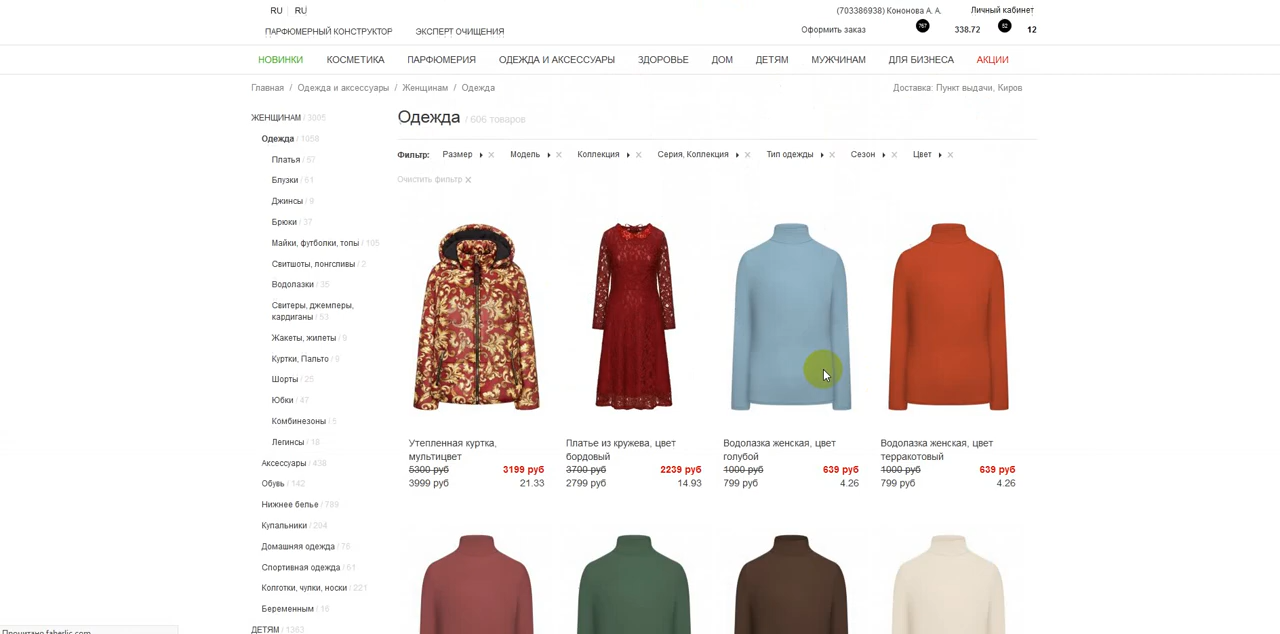 RU RU
(703386938) Кононова А. А. Личный кабинет
ПАРФЮМЕРНЫЙ КОНСТРУКТОР ЭКСПЕРТ ОЧИЩЕНИЯ
Оформить заказ 767 338.72 52 12
НОВИНКИ КОСМЕТИКА ПАРФЮМЕРИЯ ОДЕЖДА И АКСЕССУАРЫ ЗДОРОВЬЕ ДОМ ДЕТЯМ МУЖЧИНАМ ДЛЯ БИЗНЕСА АКЦИИ
Главная / Одежда и аксессуары / Женщинам / Одежда
Доставка: Пункт выдачи, Киров
ЖЕНЩИНАМ / 3005
Одежда / 1058
Платья / 57
Блузки / 61
Джинсы / 9
Брюки / 37
Майки, футболки, топы / 105
Свитшоты, лонгсливы / 2
Водолазки / 35
Свитеры, джемперы,
кардиганы / 53
Жакеты, жилеты / 9
Куртки, Пальто / 9
Шорты / 25
Юбки / 47
Комбинезоны / 5
Легинсы / 18
Аксессуары / 438
Обувь / 142
Нижнее белье / 789
Купальники / 204
Домашняя одежда / 76
Спортивная одежда / 61
Колготки, чулки, носки / 221
Беременным / 16
ДЕТЯМ / 1363
Одежда / 606 товаров
Фильтр: Размер Модель Коллекция Серия, Коллекция Тип одежды Сезон Цвет
Очистить фильтр
Утепленная куртка,
мультицвет
5300 руб 3199 руб
3999 руб 21.33
Платье из кружева, цвет
бордовый
3700 руб 2239 руб
2799 руб 14.93
Водолазка женская, цвет
голубой
1000 руб 639 руб
799 руб 4.26
Водолазка женская, цвет
терракотовый
1000 руб 639 руб
799 руб 4.26
Прочитано faberlic.com